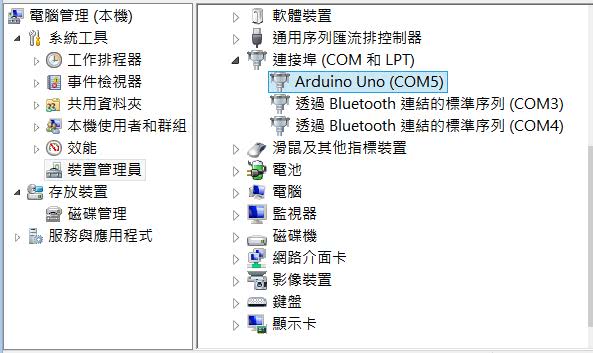 電腦管理 (本機)
系統工具
工作排程器
事件檢視器
共用資料夾
本機使用者和群組
效能
裝置管理員
存放裝置
磁碟管理
服務與應用程式
軟體裝置
通用序列匯流排控制器
連接埠 (COM 和 LPT)
Arduino Uno (COM5)
透過 Bluetooth 連結的標準序列 (COM3)
透過 Bluetooth 連結的標準序列 (COM4)
滑鼠及其他指標裝置
電池
電腦
監視器
磁碟機
網路介面卡
影像裝置
鍵盤
顯示卡